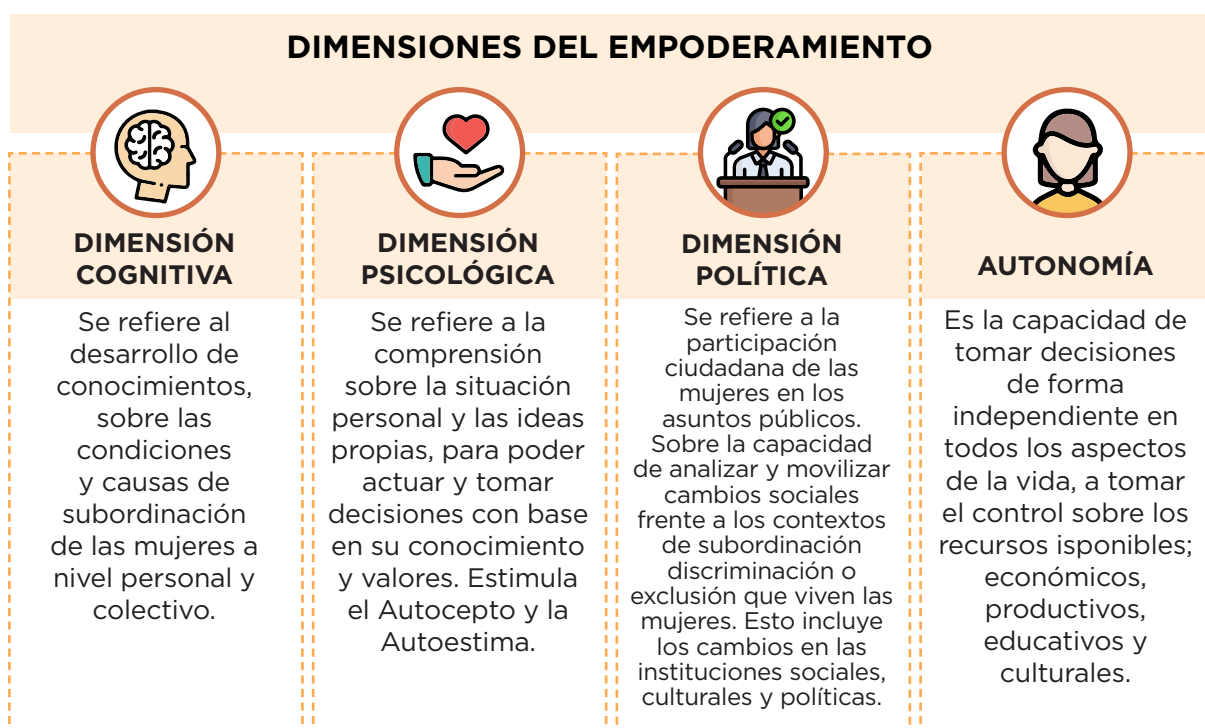 DIMENSIONES DEL EMPODERAMIENTO
DIMENSIÓN
COGNITIVA
Se refiere al
desarrollo de
conocimientos,
sobre las
condiciones
y causas de
subordinación
de las mujeres a
nivel personal y
colectivo.
DIMENSIÓN
PSICOLÓGICA
Se refiere a la
comprensión
sobre la situación
personal y las ideas
propias, para poder
actuar y tomar
decisiones con base
en su conocimiento
y valores. Estimula
el Autocepto y la
Autoestima.
DIMENSIÓN
POLÍTICA
Se refiere a la
participación
ciudadana de las
mujeres en los
asuntos públicos.
Sobre la capacidad
de analizar y movilizar
cambios sociales
frente a los contextos
de subordinación
discriminación o
exclusión que viven las
mujeres. Esto incluye
los cambios en las
instituciones sociales,
culturales y políticas.
AUTONOMÍA
Es la capacidad de
tomar decisiones
de forma
independiente en
todos los aspectos
de la vida, a tomar
el control sobre los
recursos isponibles;
económicos,
productivos,
educativos y
culturales.